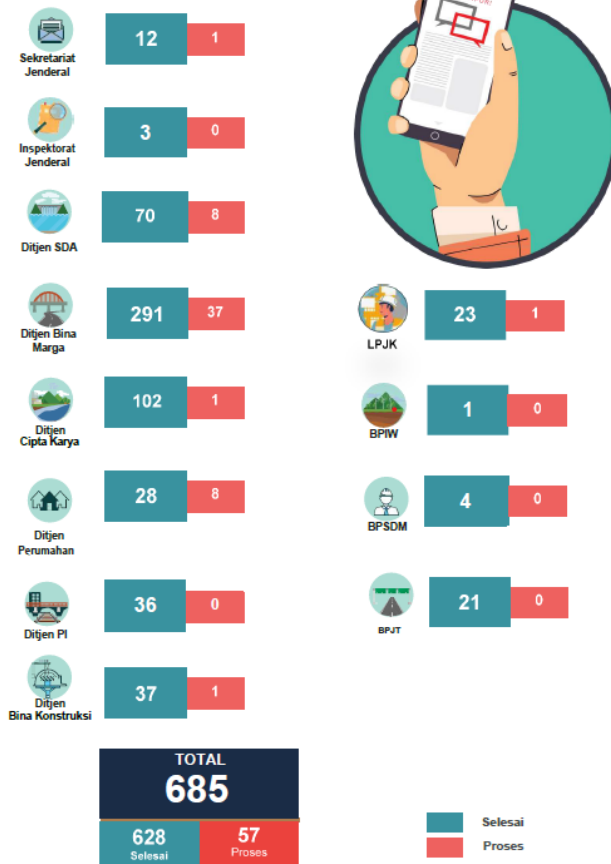 12 1
Sekretariat
Jenderal
3 0
Inspektorat
Jenderal
70 8
Ditjen SDA
291 37
Ditjen Bina
Marga
102 1
Ditjen
Cipta Karya
28 8
Ditjen
Perumahan
36 0
Ditjen PI
37 1
Ditjen
Bina Konstruksi
23 1
LPJK
1 0
BPIW
4 0
BPSDM
21 0
BPJT
TOTAL
685
628 57
Selesai Proses
Selesai
Proses